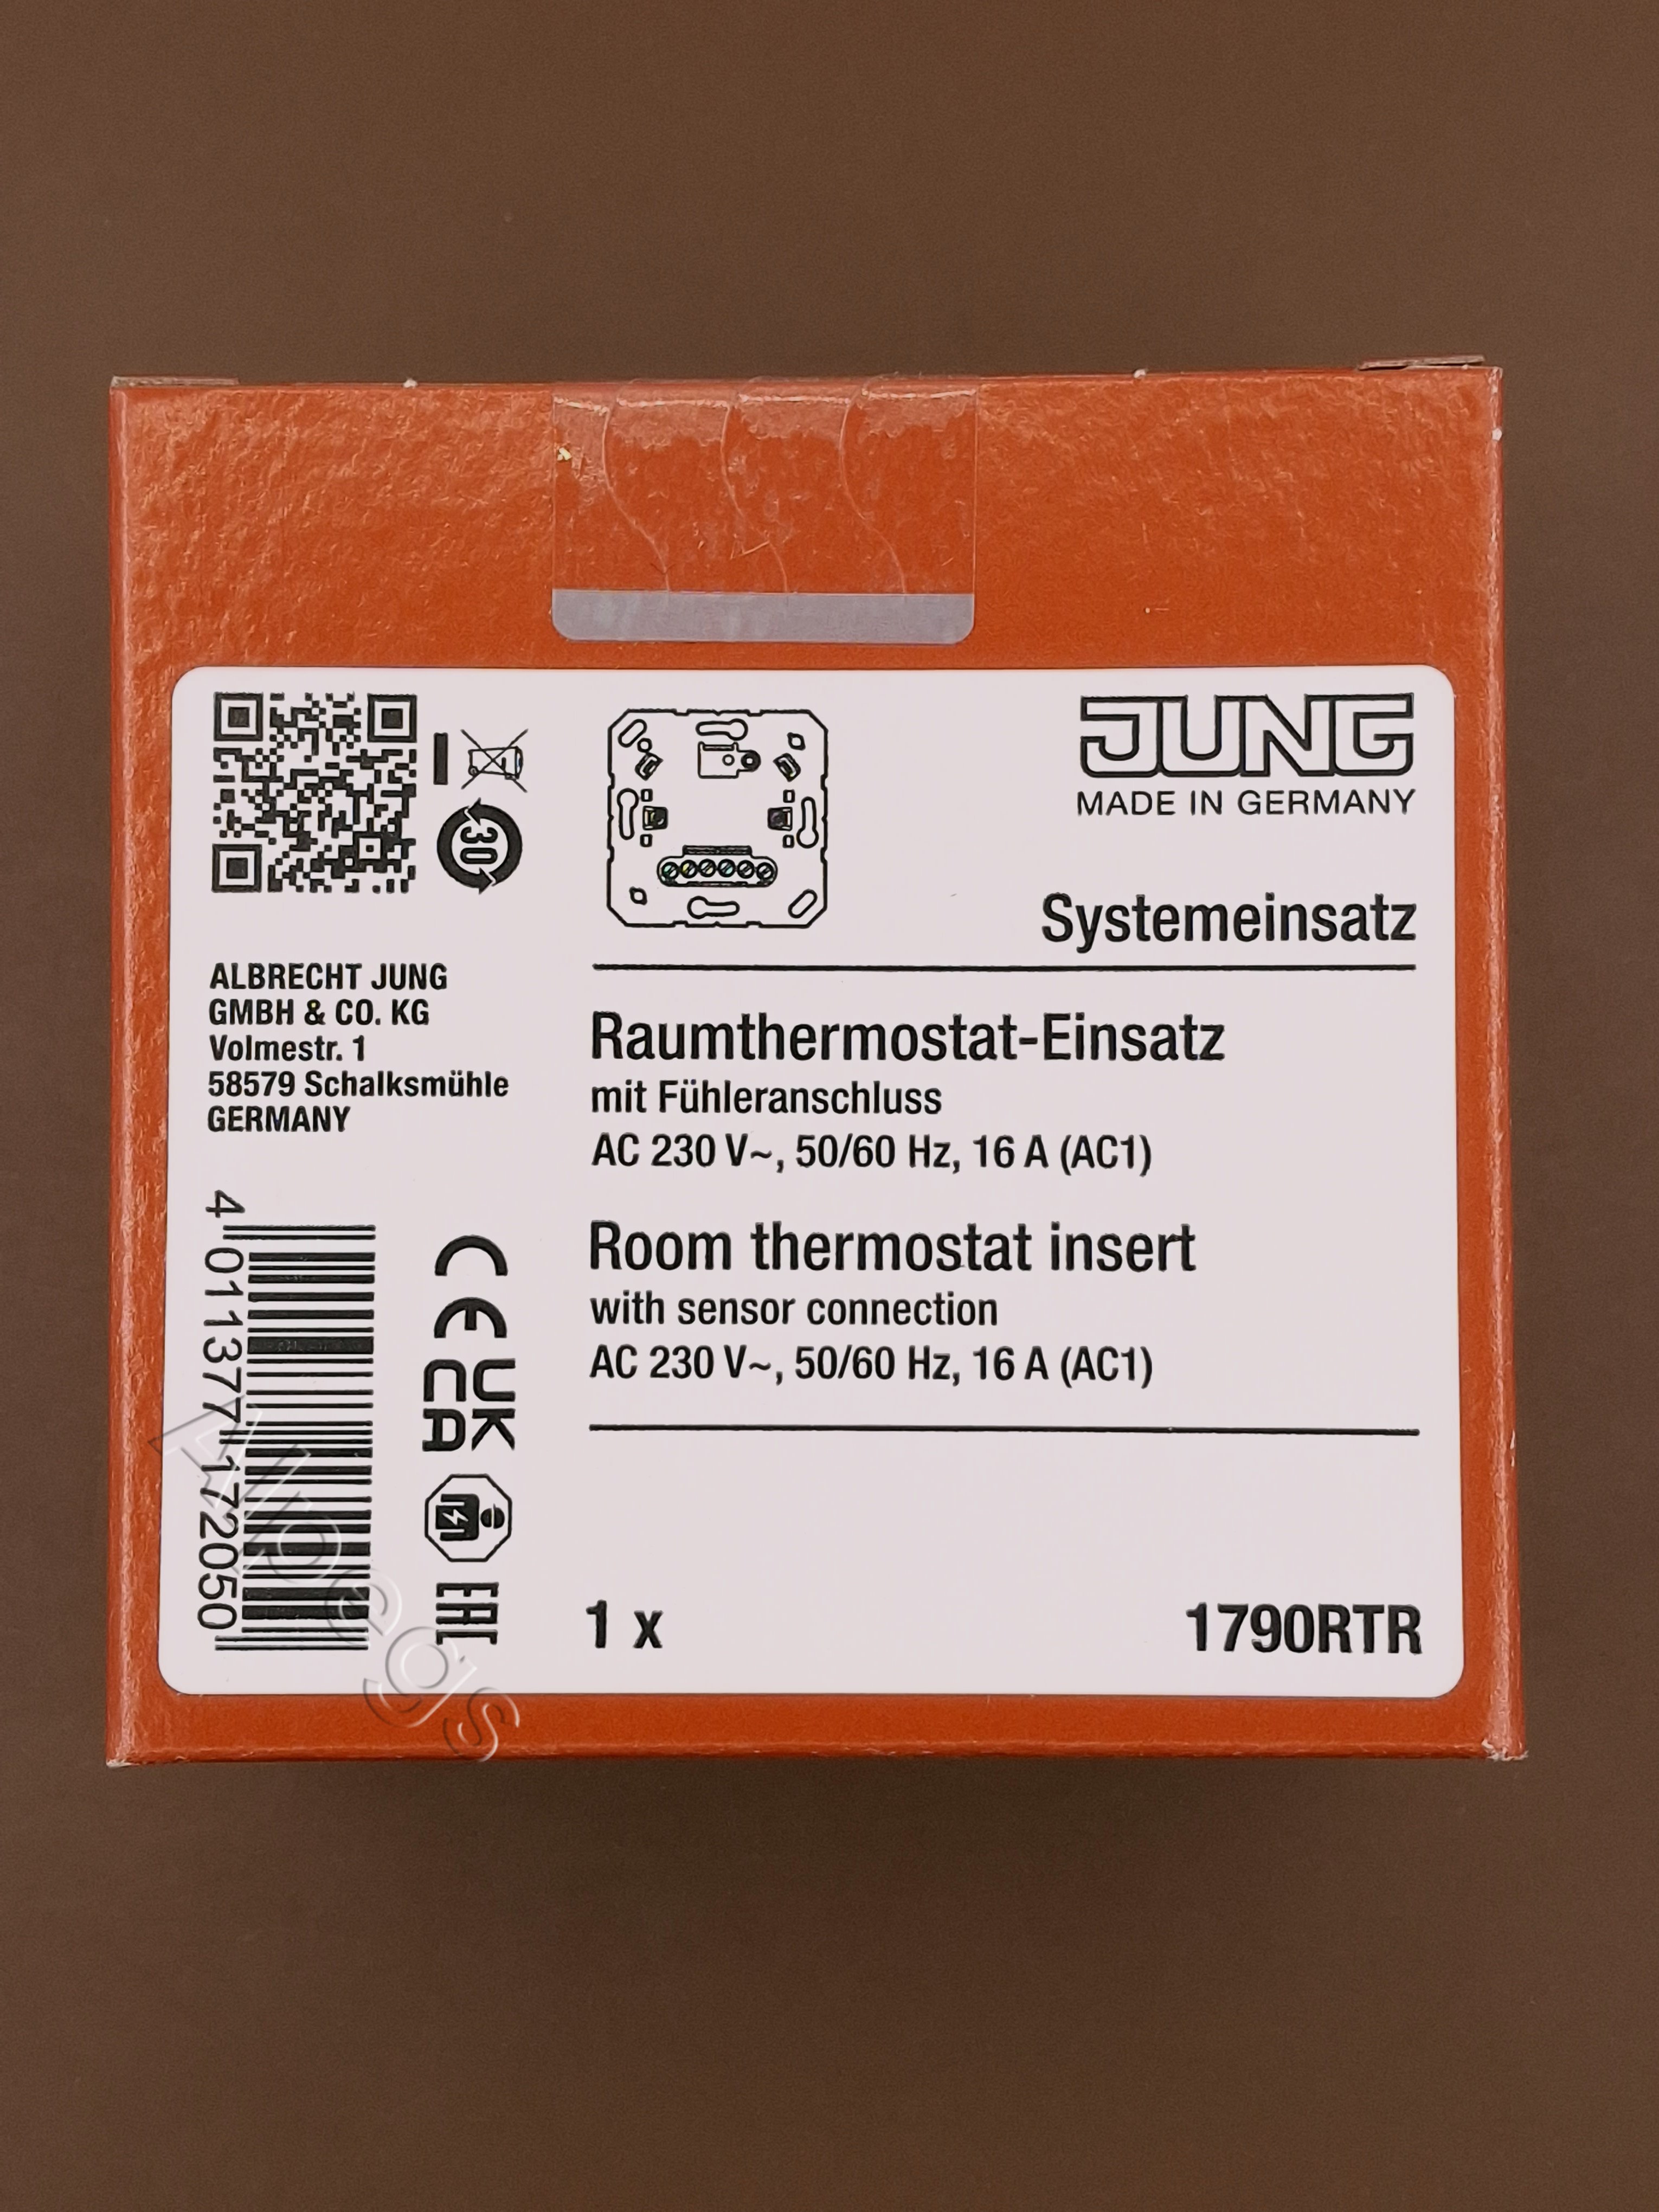 JUNG
MADE IN GERMANY
Systemeinsatz
30
ALBRECHT JUNG
GMBH & CO. KG
Volmestr. 1
58579 Schalksmühle
GERMANY
Raumthermostat-Einsatz
mit Fühleranschluss
AC 230 V~, 50/60 Hz, 16 A (AC1)
Room thermostat insert
with sensor connection
AC 230 V~, 50/60 Hz, 16 A (AC1)
4 011377 172050
CE
UK
CA
EAC
1 x
1790RTR
Alpegs